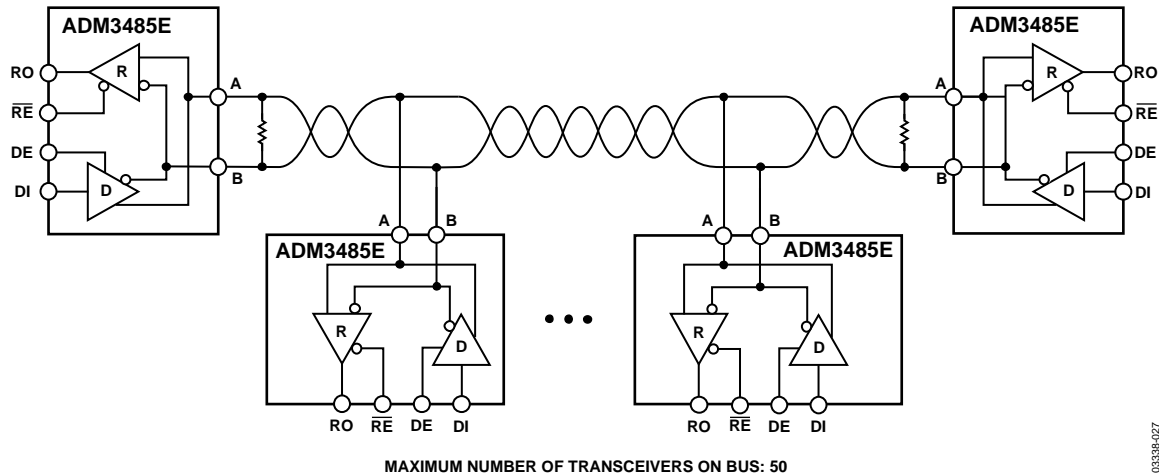 ADM3485E
RO
R
A
RE
DE
DI
D
B
ADM3485E
A
R
RO
RE
DE
B
D
DI
A
B
ADM3485E
R
D
RO
RE
DE
DI
•••
A
B
ADM3485E
R
D
RO
RE
DE
DI
MAXIMUM NUMBER OF TRANSCEIVERS ON BUS: 50
03338-027